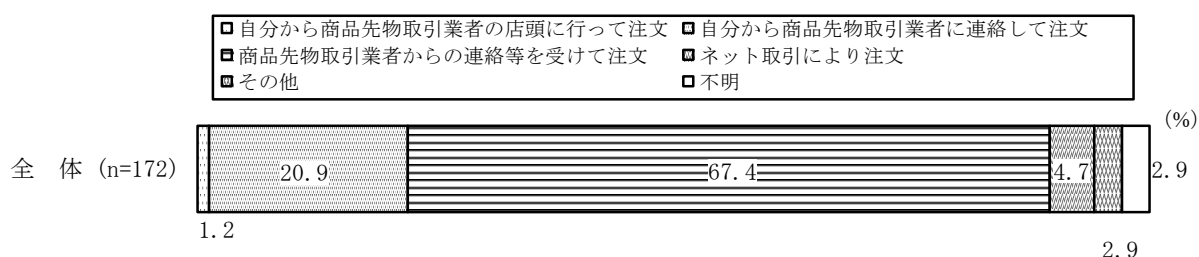 自分から商品先物取引業者の店頭に行って注文 自分から商品先物取引業者に連絡して注文
商品先物取引業者からの連絡等を受けて注文 ネット取引により注文
その他 不明
(%)
全 体 (n=172) 20.9 67.4 4.7 2.9
1.2
2.9